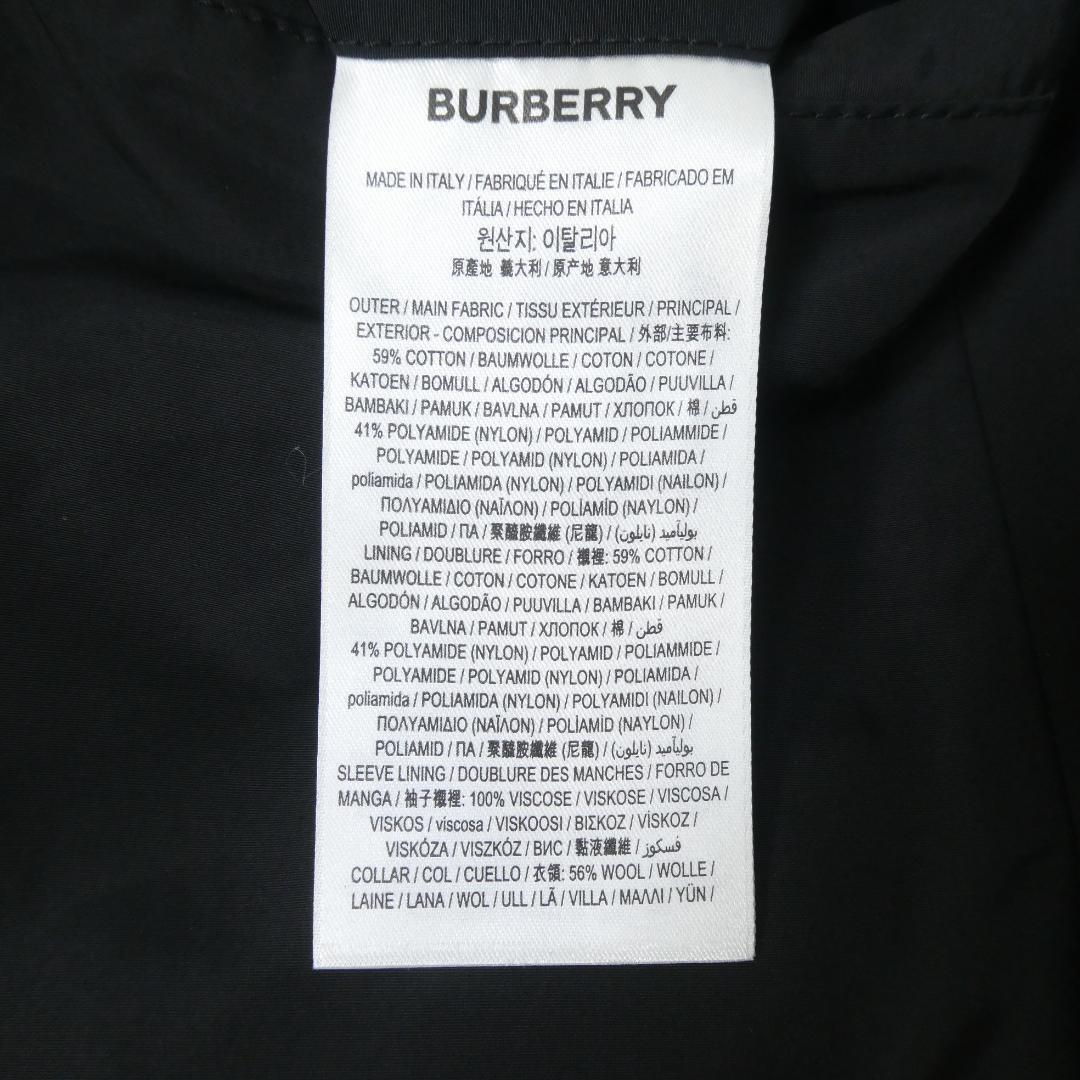 BURBERRY
MADE IN ITALY / FABRIQUÉ EN ITALIE / FABRICADO EM
ITÁLIA / HECHO EN ITALIA
원산지: 이탈리아
原產地 義大利 / 原产地 意大利
OUTER / MAIN FABRIC / TISSU EXTÉRIEUR / PRINCIPAL /
EXTERIOR - COMPOSICION PRINCIPAL / 外部/主要布料:
59% COTTON / BAUMWOLLE / COTON / COTONE /
KATOEN / BOMULL / ALGODÓN / ALGODÃO / PUUVILLA /
BAMBAKI / PAMUK / BAVLNA / PAMUT / ХЛОПОК / 棉 / قطن
41% POLYAMIDE (NYLON) / POLYAMID / POLIAMMIDE /
POLYAMIDE / POLYAMID (NYLON) / POLIAMIDA /
poliamida / POLIAMIDA (NYLON) / POLYAMIDI (NAILON) /
ΠΟΛΥΑΜΙΔΙΟ (ΝΑΪΛΟΝ) / POLİAMİD (NAYLON) /
POLIAMID / ПА / 聚醯胺纖維 (尼龍) / بولیآمید (نایلون) /
LINING / DOUBLURE / FORRO / 襯裡: 59% COTTON /
BAUMWOLLE / COTON / COTONE / KATOEN / BOMULL /
ALGODÓN / ALGODÃO / PUUVILLA / BAMBAKI / PAMUK /
BAVLNA / PAMUT / ХЛОПОК / 棉 / قطن
41% POLYAMIDE (NYLON) / POLYAMID / POLIAMMIDE /
POLYAMIDE / POLYAMID (NYLON) / POLIAMIDA /
poliamida / POLIAMIDA (NYLON) / POLYAMIDI (NAILON) /
ΠΟΛΥΑΜΙΔΙΟ (ΝΑΪΛΟΝ) / POLİAMİD (NAYLON) /
POLIAMID / ПА / 聚醯胺纖維 (尼龍) / بولیآمید (نایلون) /
SLEEVE LINING / DOUBLURE DES MANCHES / FORRO DE
MANGA / 袖子襯裡: 100% VISCOSE / VISKOSE / VISCOSA /
VISKOS / viscosa / VISKOOSI / ΒΙΣΚΟΖ / VİSKOZ /
VISKÓZA / VISZKÓZ / ВИС / 黏液纖維 / فسكوز
COLLAR / COL / CUELLO / 衣領: 56% WOOL / WOLLE /
LAINE / LANA / WOL / ULL / LÃ / VILLA / ΜΑΛΛΙ / YÜN /